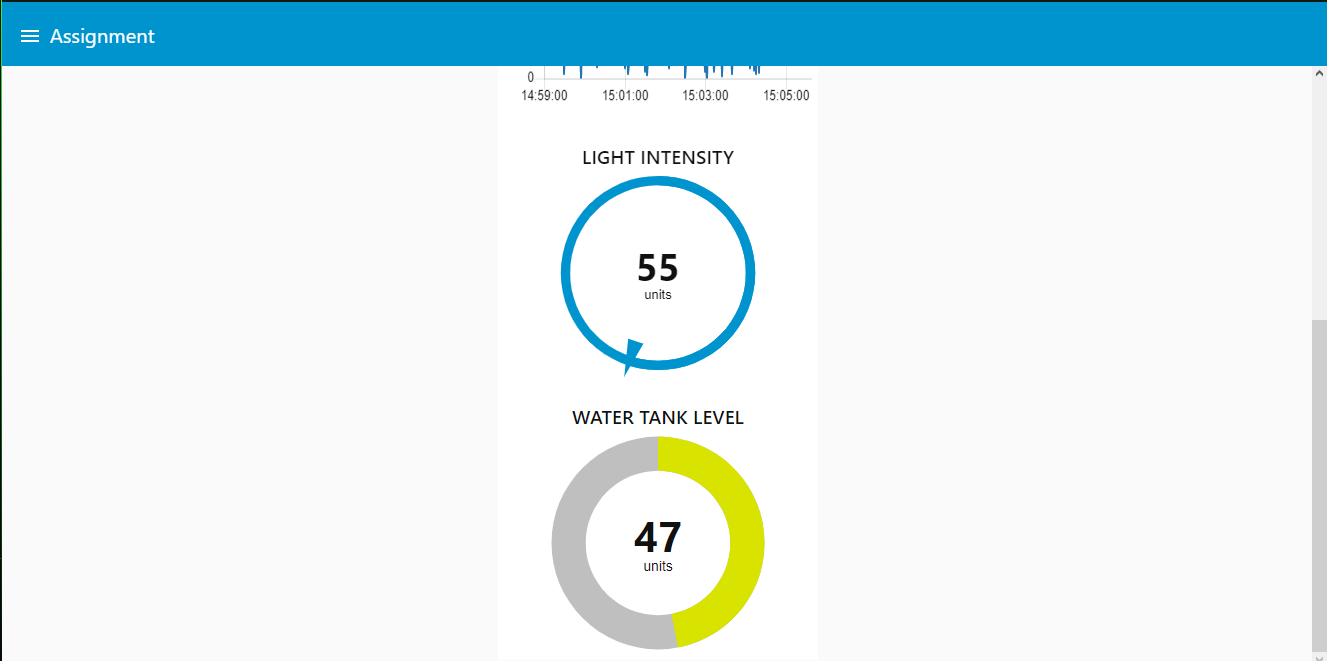 Assignment
0
14:59:00 15:01:00 15:03:00 15:05:00
LIGHT INTENSITY
55
units
WATER TANK LEVEL
47
units